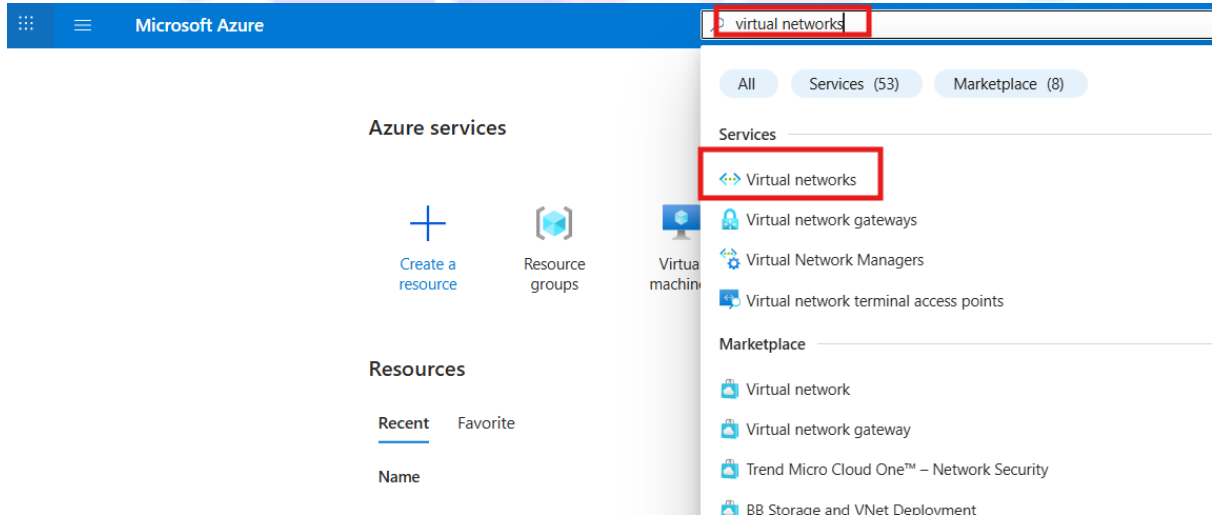 Microsoft Azure
virtual networks
All Services (53) Marketplace (8)
Azure services
Create a
resource
Resource
groups
Services
Virtual networks
Virtual network gateways
Virtual Network Managers
Virtual network terminal access points
Marketplace
Virtual network
Virtual network gateway
Trend Micro Cloud One™ – Network Security
BB Storage and VNet Deployment
Resources
Recent Favorite
Name